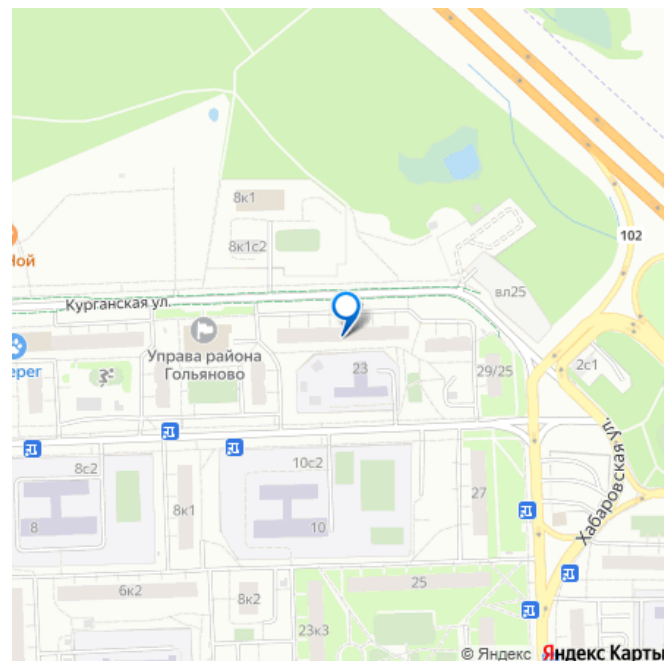 8к1
102
Ной
8к1с2
вл25
Курганская ул.
Управа района
Гольяново
ерег
23
29/25
2с1
Хабаровская ул.
8с2
10с2
27
8
8к1
10
6к2
8к2
25
23к3
© Яндекс Яндекс Карты